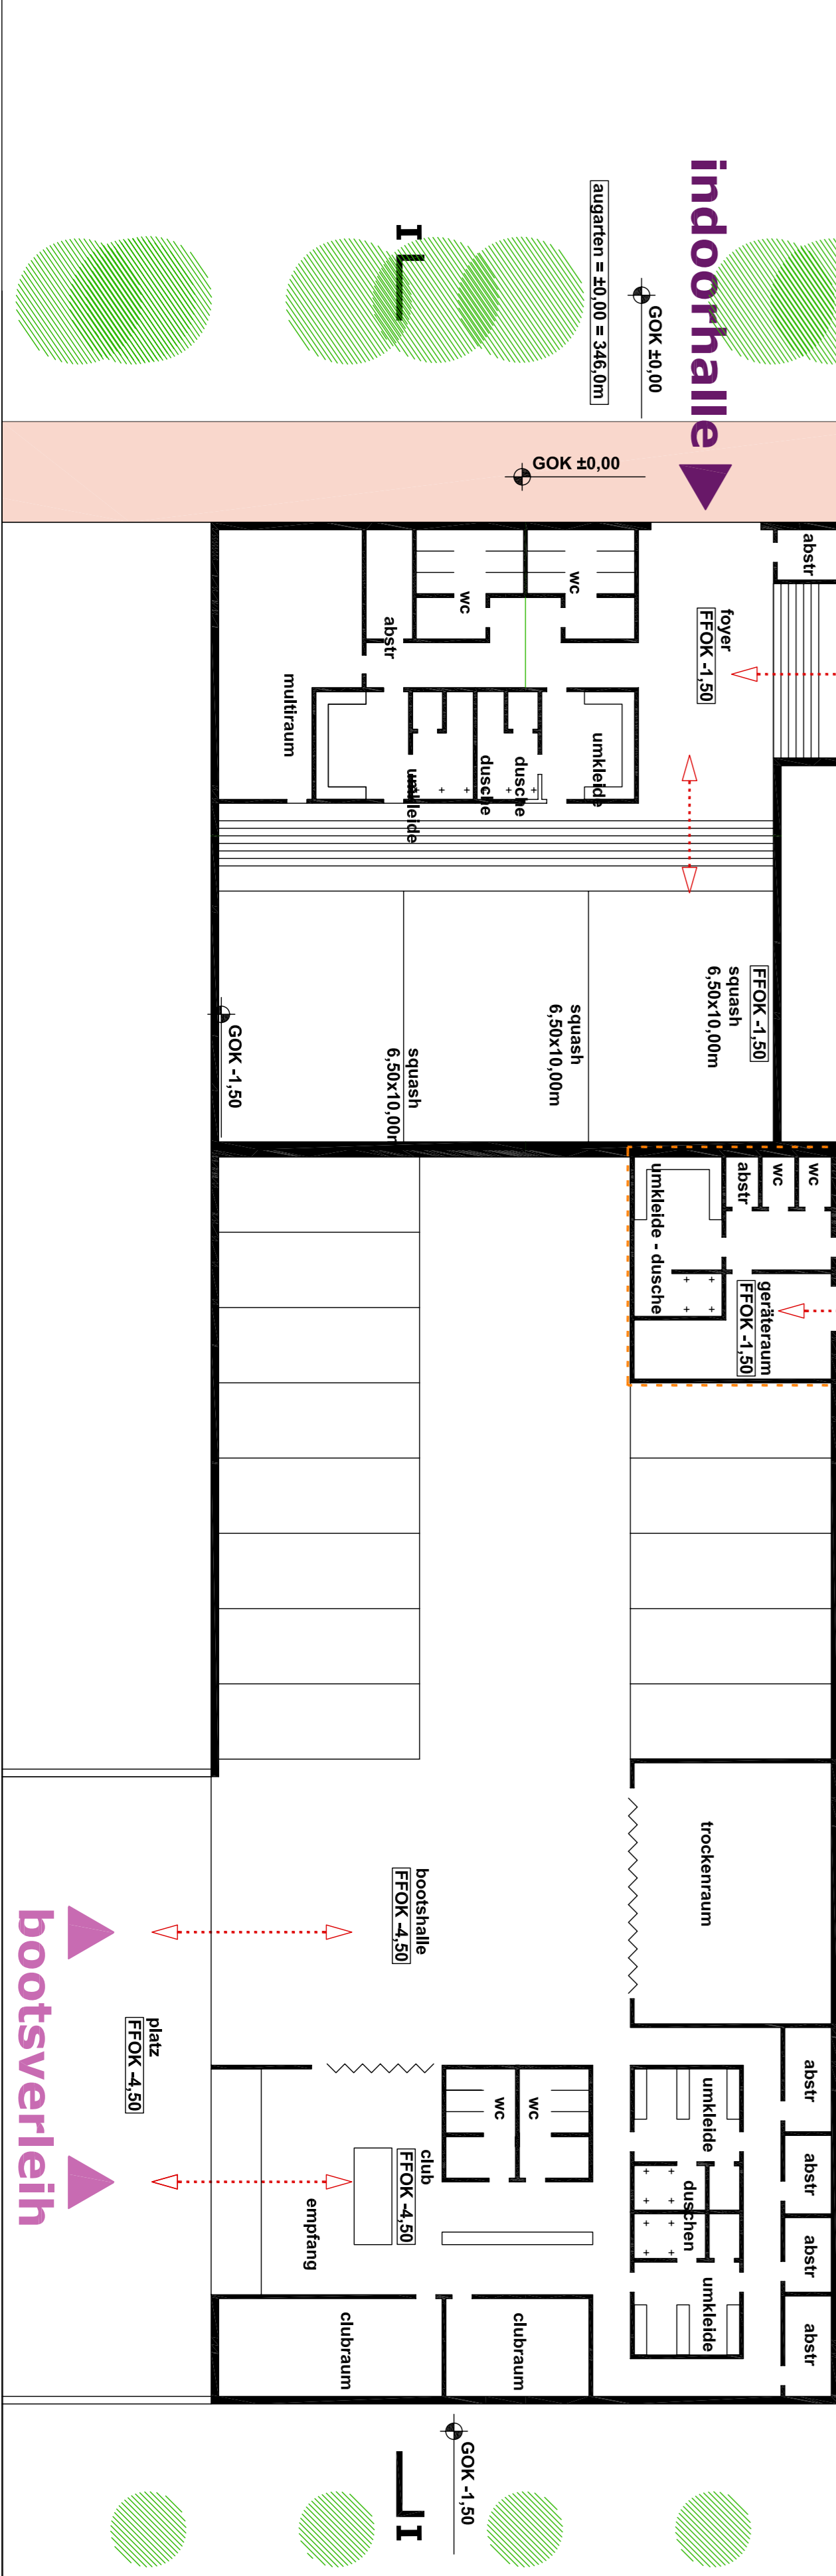 indoorhalle
augarten = ±0,00 = 346,0m
GOK ±0,00
GOK ±0,00
I
abstr
foyer
FFOK -1,50
wc
wc
abstr
multiraum
umkleide
dusche
dusche
umkleide
FFOK -1,50
squash
6,50x10,00m
squash
6,50x10,00m
squash
6,50x10,00m
GOK -1,50
wc
wc
abstr
umkleide - dusche
geräteraum
FFOK -1,50
trockenraum
bootshalle
FFOK -4,50
bootsverleih
platz
FFOK -4,50
club
FFOK -4,50
empfang
wc
wc
umkleide
duschen
umkleide
abstr
abstr
abstr
abstr
clubraum
clubraum
GOK -1,50
I